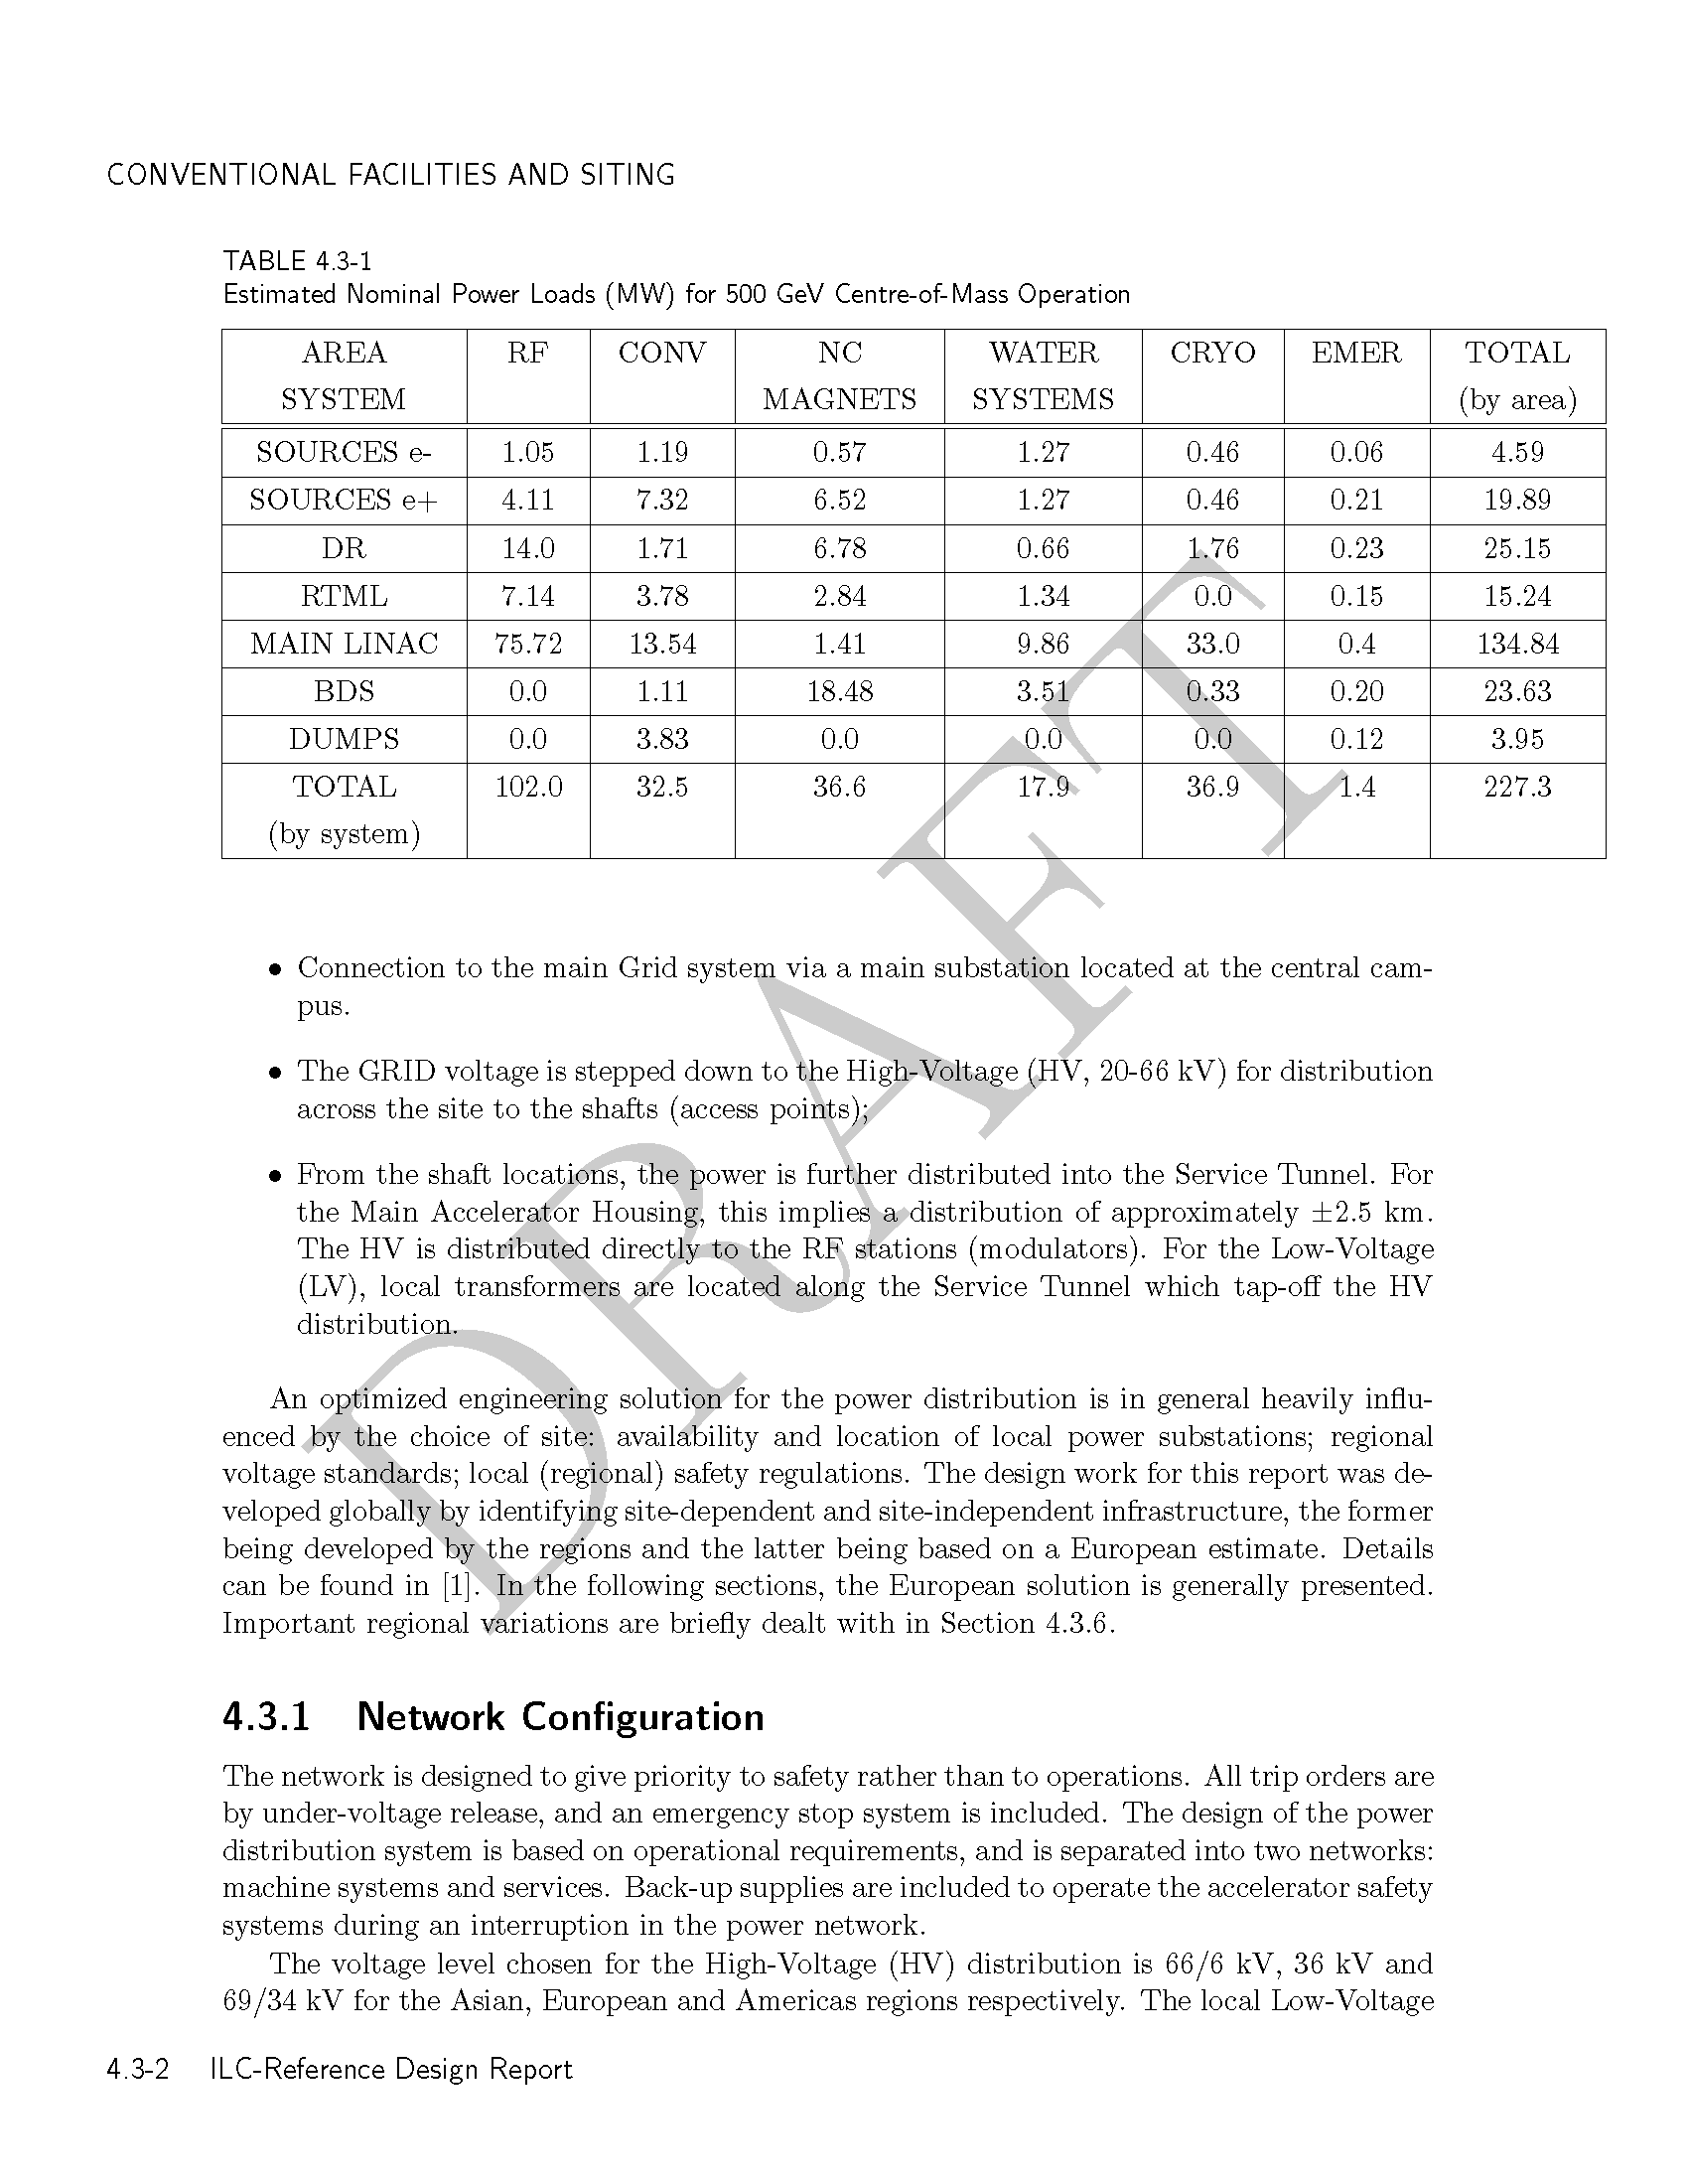 CONVENTIONAL FACILITIES AND SITING
TABLE 4.3-1
Estimated Nominal Power Loads (MW) for 500 GeV Centre-of-Mass Operation
AREA RF CONV NC WATER CRYO EMER TOTAL
SYSTEM MAGNETS SYSTEMS (by area)
SOURCES e- 1.05 1.19 0.57 1.27 0.46 0.06 4.59
SOURCES e+ 4.11 7.32 6.52 1.27 0.46 0.21 19.89
DR 14.0 1.71 6.78 0.66 1.76 0.23 25.15
RTML 7.14 3.78 2.84 1.34 0.0 0.15 15.24
MAIN LINAC 75.72 13.54 1.41 9.86 33.0 0.4 134.84
BDS 0.0 1.11 18.48 3.51 0.33 0.20 23.63
DUMPS 0.0 3.83 0.0 0.0 0.0 0.12 3.95
TOTAL 102.0 32.5 36.6 17.9 36.9 1.4 227.3
(by system)
• Connection to the main Grid system via a main substation located at the central cam-
pus.
• The GRID voltage is stepped down to the High-Voltage (HV, 20-66 kV) for distribution
across the site to the shafts (access points);
• From the shaft locations, the power is further distributed into the Service Tunnel. For
the Main Accelerator Housing, this implies a distribution of approximately ±2.5 km.
The HV is distributed directly to the RF stations (modulators). For the Low-Voltage
(LV), local transformers are located along the Service Tunnel which tap-off the HV
distribution.
An optimized engineering solution for the power distribution is in general heavily influ-
enced by the choice of site: availability and location of local power substations; regional
voltage standards; local (regional) safety regulations. The design work for this report was de-
veloped globally by identifying site-dependent and site-independent infrastructure, the former
being developed by the regions and the latter being based on a European estimate. Details
can be found in [1]. In the following sections, the European solution is generally presented.
Important regional variations are briefly dealt with in Section 4.3.6.
4.3.1 Network Configuration
The network is designed to give priority to safety rather than to operations. All trip orders are
by under-voltage release, and an emergency stop system is included. The design of the power
distribution system is based on operational requirements, and is separated into two networks:
machine systems and services. Back-up supplies are included to operate the accelerator safety
systems during an interruption in the power network.
The voltage level chosen for the High-Voltage (HV) distribution is 66/6 kV, 36 kV and
69/34 kV for the Asian, European and Americas regions respectively. The local Low-Voltage
4.3-2 ILC-Reference Design Report
DRAFT